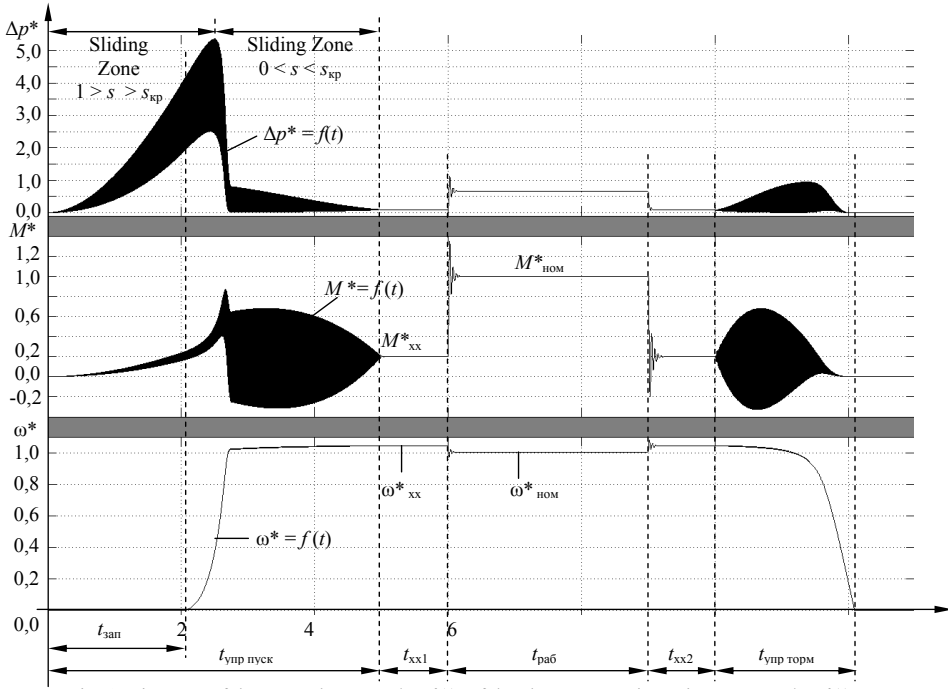 Δp*
5,0
4,0
3,0
2,0
1,0
0,0
Sliding
Zone
1 > s > sкр
Sliding Zone
0 < s < sкр
Δp* = f(t)
M*
1,2
1,0
0,6
0,2
0,0
-0,2
M* = f(t)
M*хх
M*ном
ω*
1,0
0,8
0,6
0,4
0,2
0,0
ω* = f(t)
ω* хх
ω* ном
2
4
6
tзап
tупр пуск
tхх1
tраб
tхх2
tупр торм